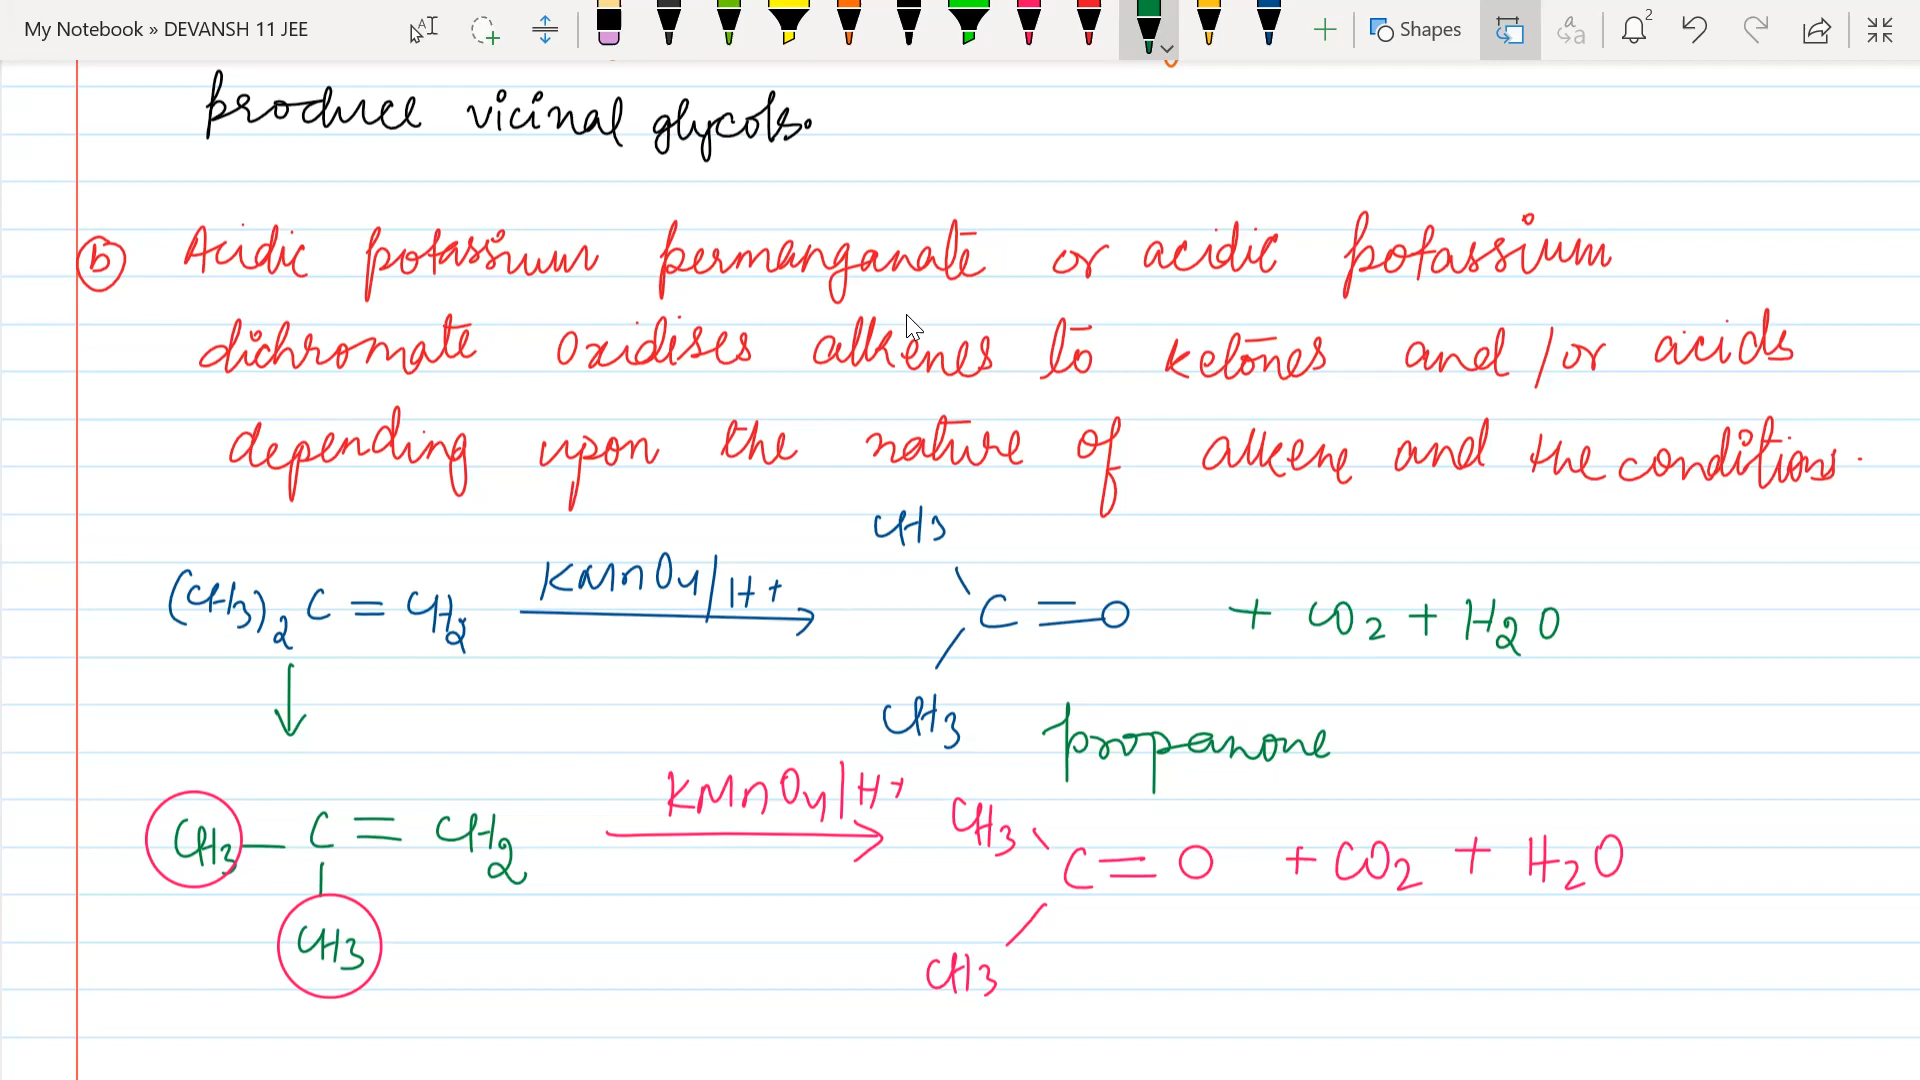 My Notebook » DEVANSH 11 JEE
Shapes
2
produce vicinal glycols.
(b) Acidic potassium permanganate or acidic potassium
dichromate oxidises alkenes to ketones and/or acids
depending upon the nature of alkene and the conditions.
(CH3)2 C = CH2 KMnO4/H+ CH3 CH3 C=O + CO2 + H2O
propanone
CH3 - C = CH2 KMnO4/H+ CH3 C=O + CO2 + H2O
CH3 CH3